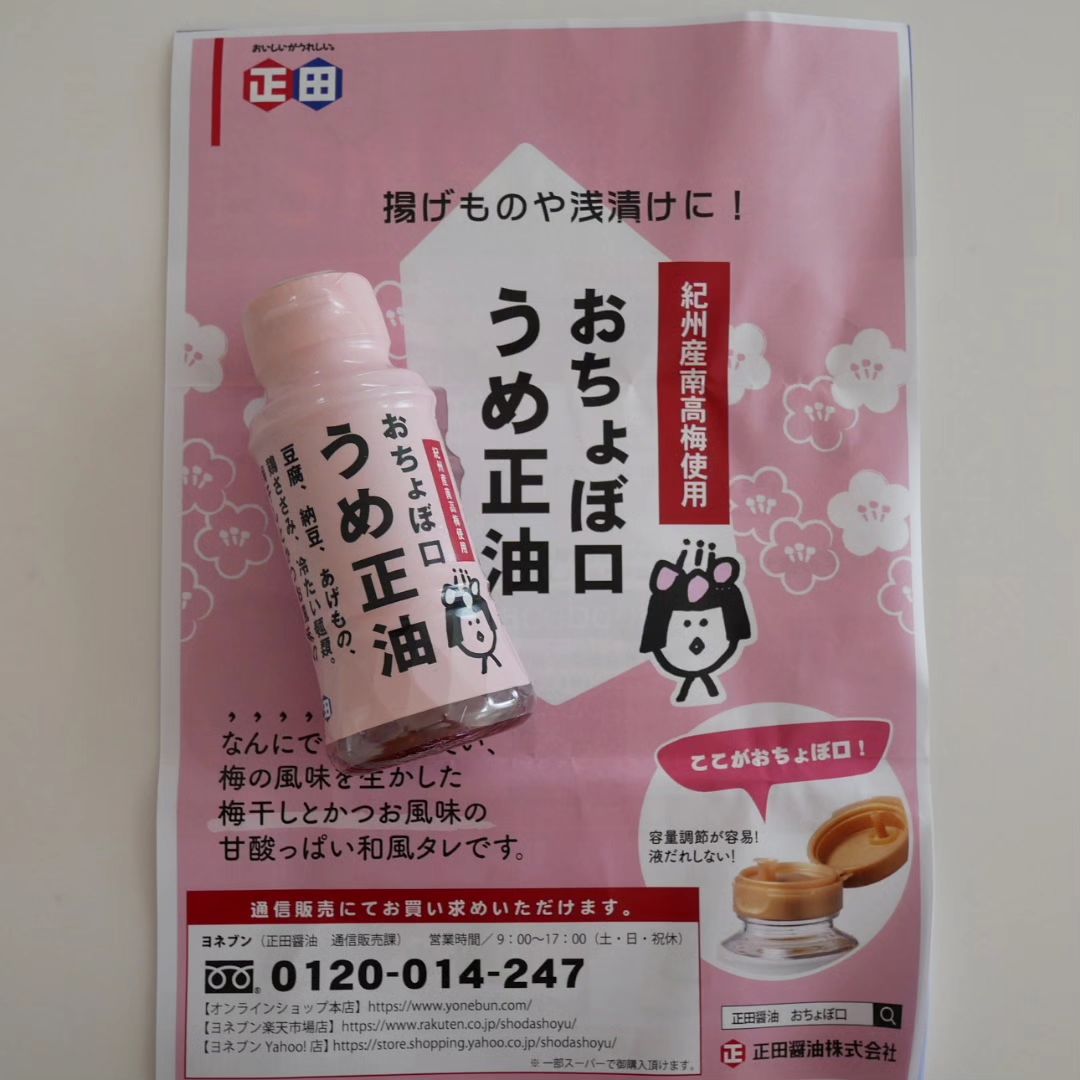 おいしいがうれしい。
正田
揚げものや浅漬けに！
紀州産南高梅使用
おちょぼ口
うめ正油
紀州産南高梅使用
おちょぼ口
うめ正油
豆腐、納豆、あげもの、
鶏ささみ、冷たい麺類。
正田
なんにで
い、
梅の風味を生かした
梅干しとかつお風味の
甘酸っぱい和風タレです。
ここがおちょぼ口！
容量調節が容易！
液だれしない！
通信販売にてお買い求めいただけます。
ヨネブン（正田醤油　通信販売課）　営業時間／9：00〜17：00（土・日・祝休）
0120-014-247
【オンラインショップ本店】https://www.yonebun.com/
【ヨネブン楽天市場店】https://www.rakuten.co.jp/shodashoyu/
【ヨネブン Yahoo! 店】https://store.shopping.yahoo.co.jp/shodashoyu/
※一部スーパーで御購入頂けます。
正田醤油　おちょぼ口
正 正田醤油株式会社